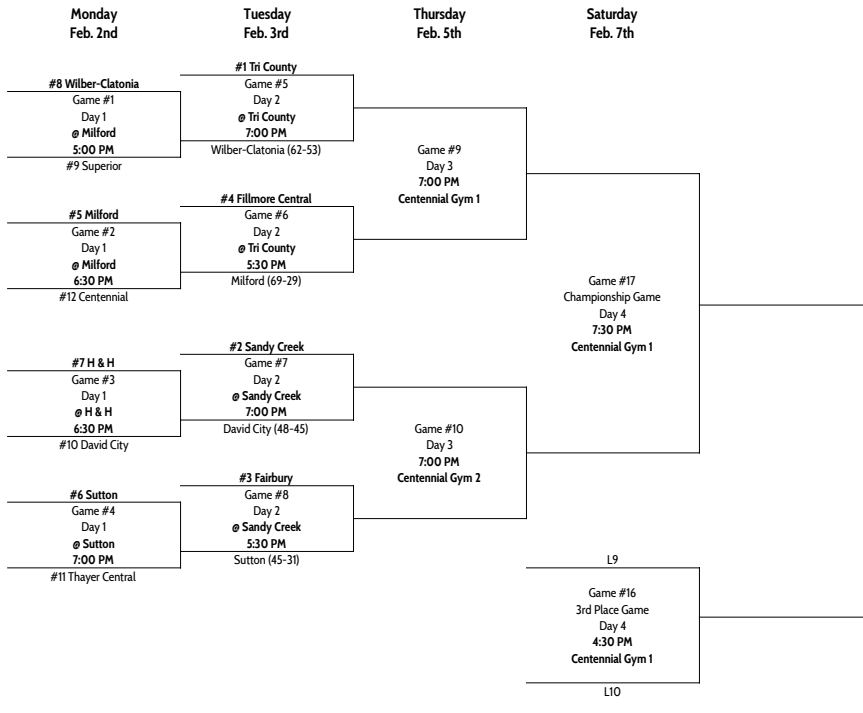 Monday
Feb. 2nd
Tuesday
Feb. 3rd
Thursday
Feb. 5th
Saturday
Feb. 7th
#8 Wilber-Clatonia
Game #1
Day 1
@ Milford
5:00 PM
#9 Superior
#5 Milford
Game #2
Day 1
@ Milford
6:30 PM
#12 Centennial
#7 H & H
Game #3
Day 1
@ H & H
6:30 PM
#10 David City
#6 Sutton
Game #4
Day 1
@ Sutton
7:00 PM
#11 Thayer Central
#1 Tri County
Game #5
Day 2
@ Tri County
7:00 PM
Wilber-Clatonia (62-53)
#4 Fillmore Central
Game #6
Day 2
@ Tri County
5:30 PM
Milford (69-29)
#2 Sandy Creek
Game #7
Day 2
@ Sandy Creek
7:00 PM
David City (48-45)
#3 Fairbury
Game #8
Day 2
@ Sandy Creek
5:30 PM
Sutton (45-31)
Game #9
Day 3
7:00 PM
Centennial Gym 1
Game #10
Day 3
7:00 PM
Centennial Gym 2
Game #17
Championship Game
Day 4
7:30 PM
Centennial Gym 1
L9
Game #16
3rd Place Game
Day 4
4:30 PM
Centennial Gym 1
L10